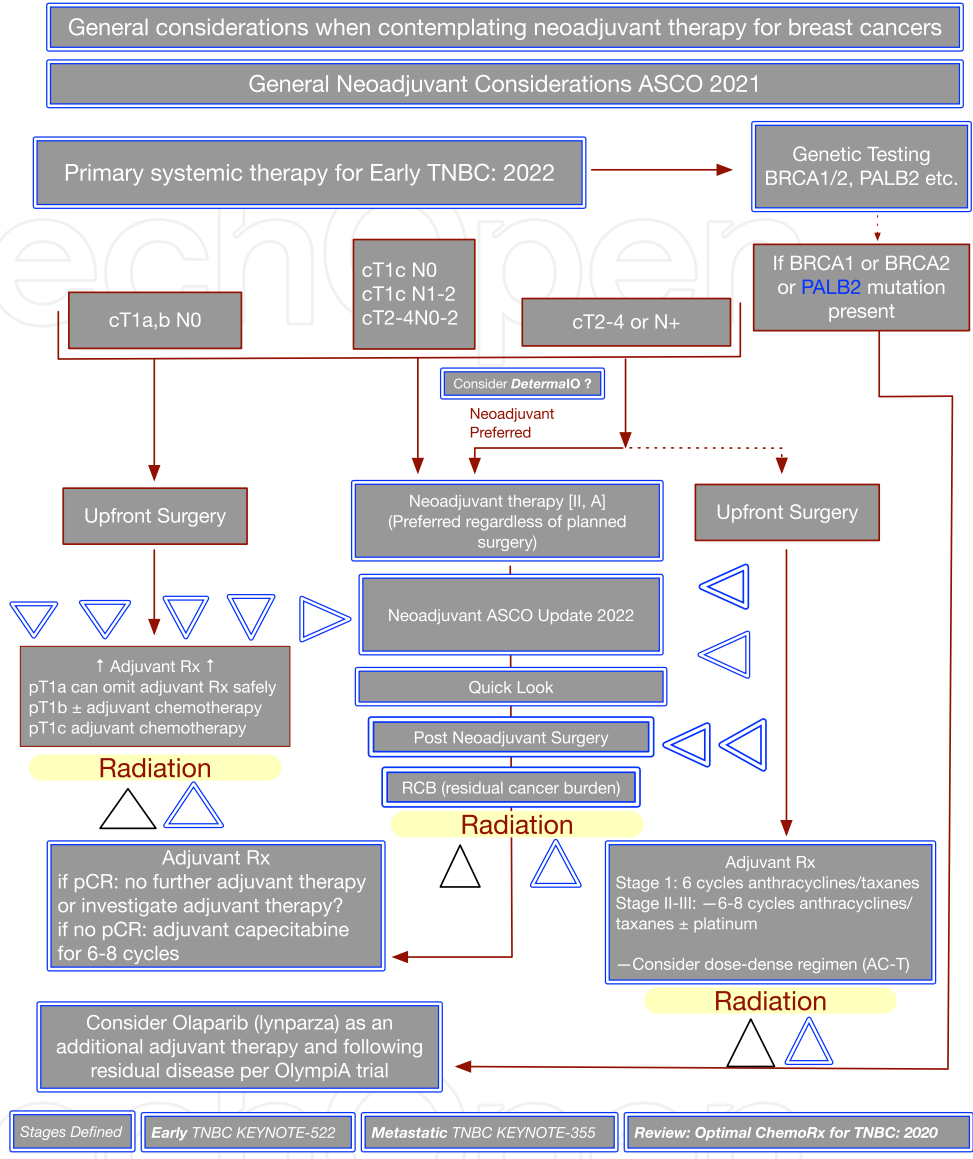 General considerations when contemplating neoadjuvant therapy for breast cancers
General Neoadjuvant Considerations ASCO 2021
Primary systemic therapy for Early TNBC: 2022
Genetic Testing
BRCA1/2, PALB2 etc.
If BRCA1 or BRCA2
or PALB2 mutation
present
cT1a,b N0
cT1c N0
cT1c N1-2
cT2-4N0-2
cT2-4 or N+
Consider DetermaIO ?
Neoadjuvant
Preferred
Upfront Surgery
Neoadjuvant therapy [II, A]
(Preferred regardless of planned
surgery)
Upfront Surgery
Neoadjuvant ASCO Update 2022
↑ Adjuvant Rx ↑
pT1a can omit adjuvant Rx safely
pT1b ± adjuvant chemotherapy
pT1c adjuvant chemotherapy
Radiation
Quick Look
Post Neoadjuvant Surgery
RCB (residual cancer burden)
Radiation
Adjuvant Rx
if pCR: no further adjuvant therapy
or investigate adjuvant therapy?
if no pCR: adjuvant capecitabine
for 6-8 cycles
Adjuvant Rx
Stage 1: 6 cycles anthracyclines/taxanes
Stage II-III: —6-8 cycles anthracyclines/
taxanes ± platinum
—Consider dose-dense regimen (AC-T)
Radiation
Consider Olaparib (lynparza) as an
additional adjuvant therapy and following
residual disease per OlympiA trial
Stages Defined
Early TNBC KEYNOTE-522
Metastatic TNBC KEYNOTE-355
Review: Optimal ChemoRx for TNBC: 2020
echOpen
echOpen